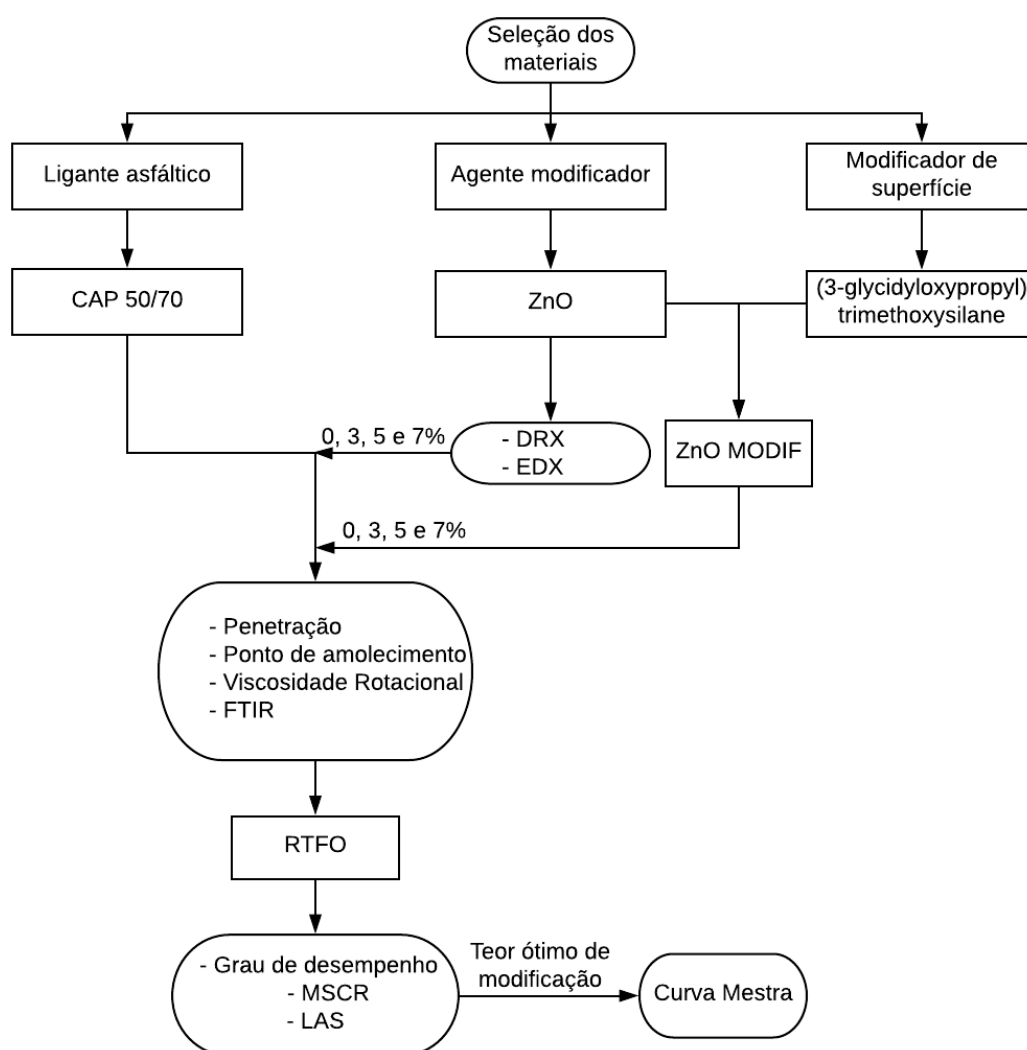 Seleção dos
materiais
Ligante asfáltico
Agente modificador
Modificador de
superfície
CAP 50/70
ZnO
(3-glycidyloxypropyl)
trimethoxysilane
0, 3, 5 e 7%
- DRX
- EDX
ZnO MODIF
0, 3, 5 e 7%
- Penetração
- Ponto de amolecimento
- Viscosidade Rotacional
- FTIR
RTFO
- Grau de desempenho
- MSCR
- LAS
Teor ótimo de
modificação
Curva Mestra